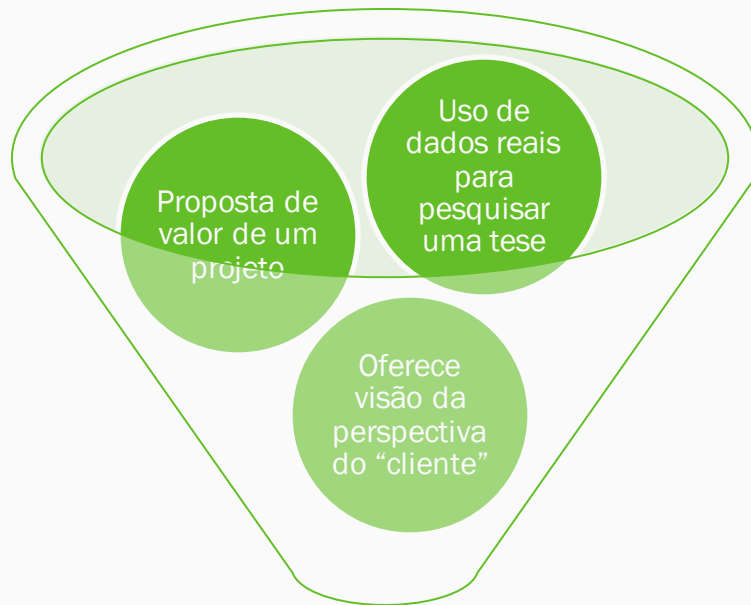 Uso de
dados reais
para
pesquisar
uma tese
Proposta de
valor de um
projeto
Oferece
visão da
perspectiva
do “cliente”